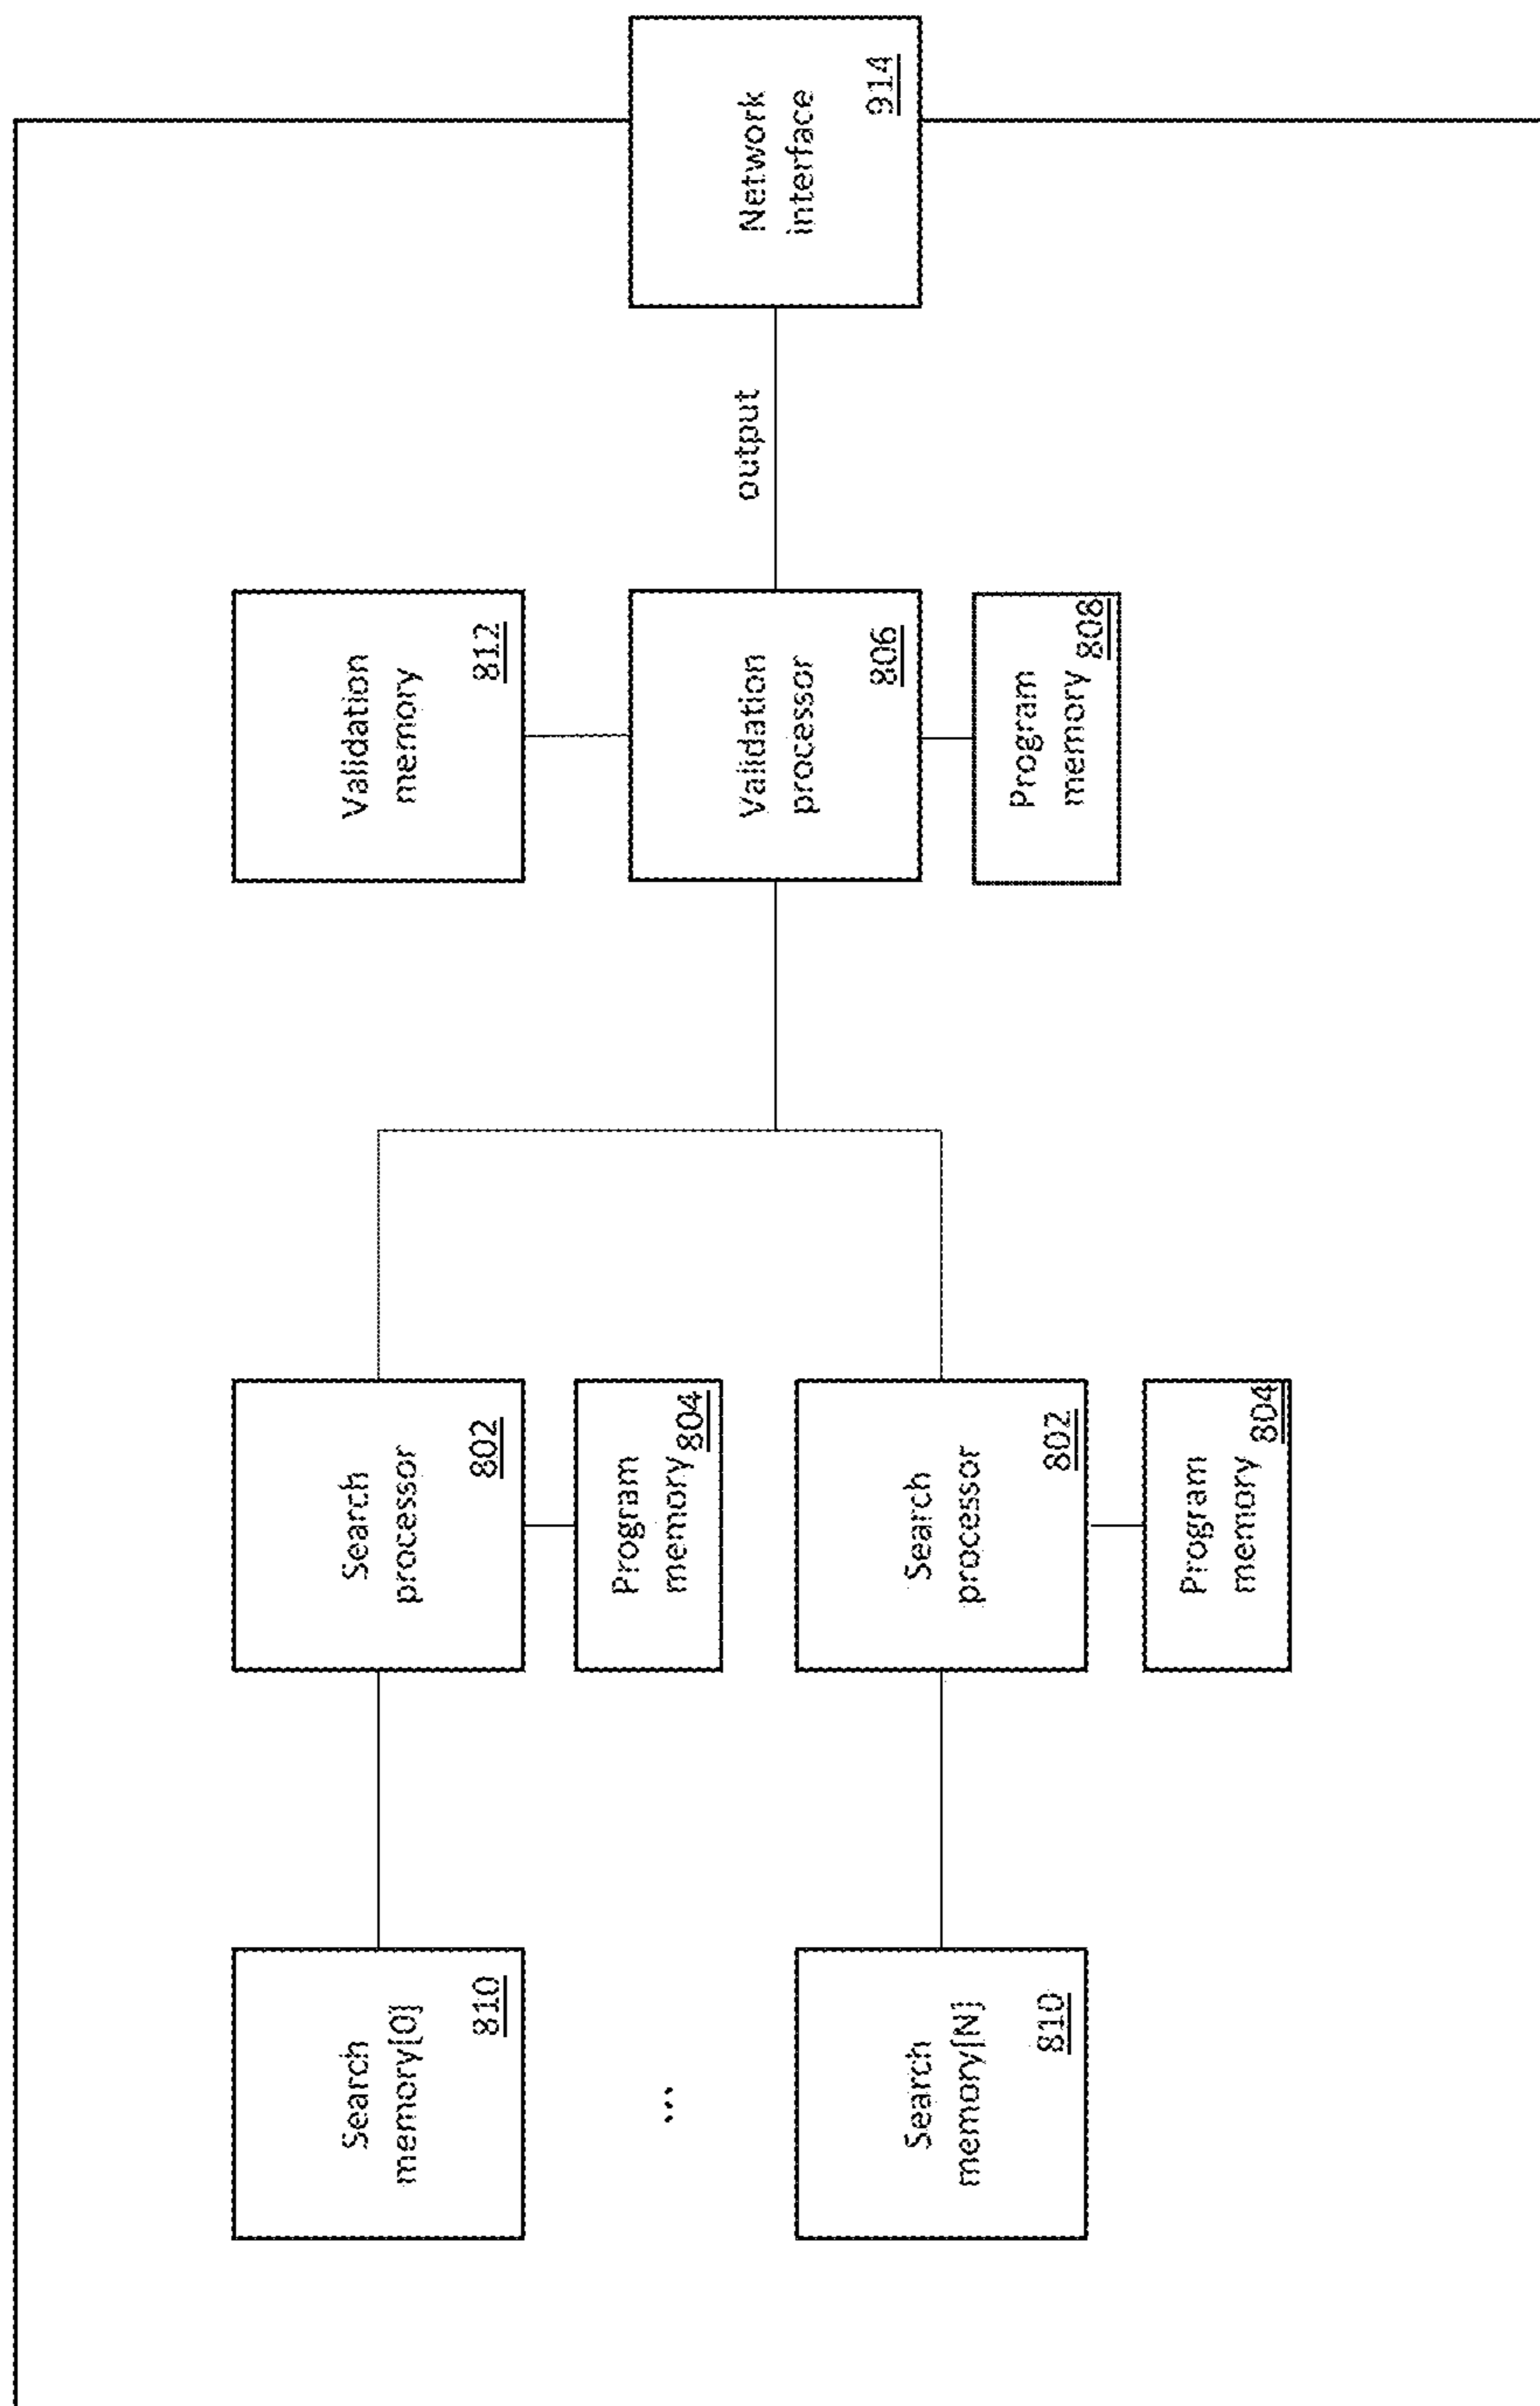 Search
memory[0]
810
Search
processor
802
Program
memory
804
...
Search
memory[N]
810
Search
processor
802
Program
memory
804
Validation
memory
812
Validation
processor
806
Program
memory
808
output
Network
interface
914